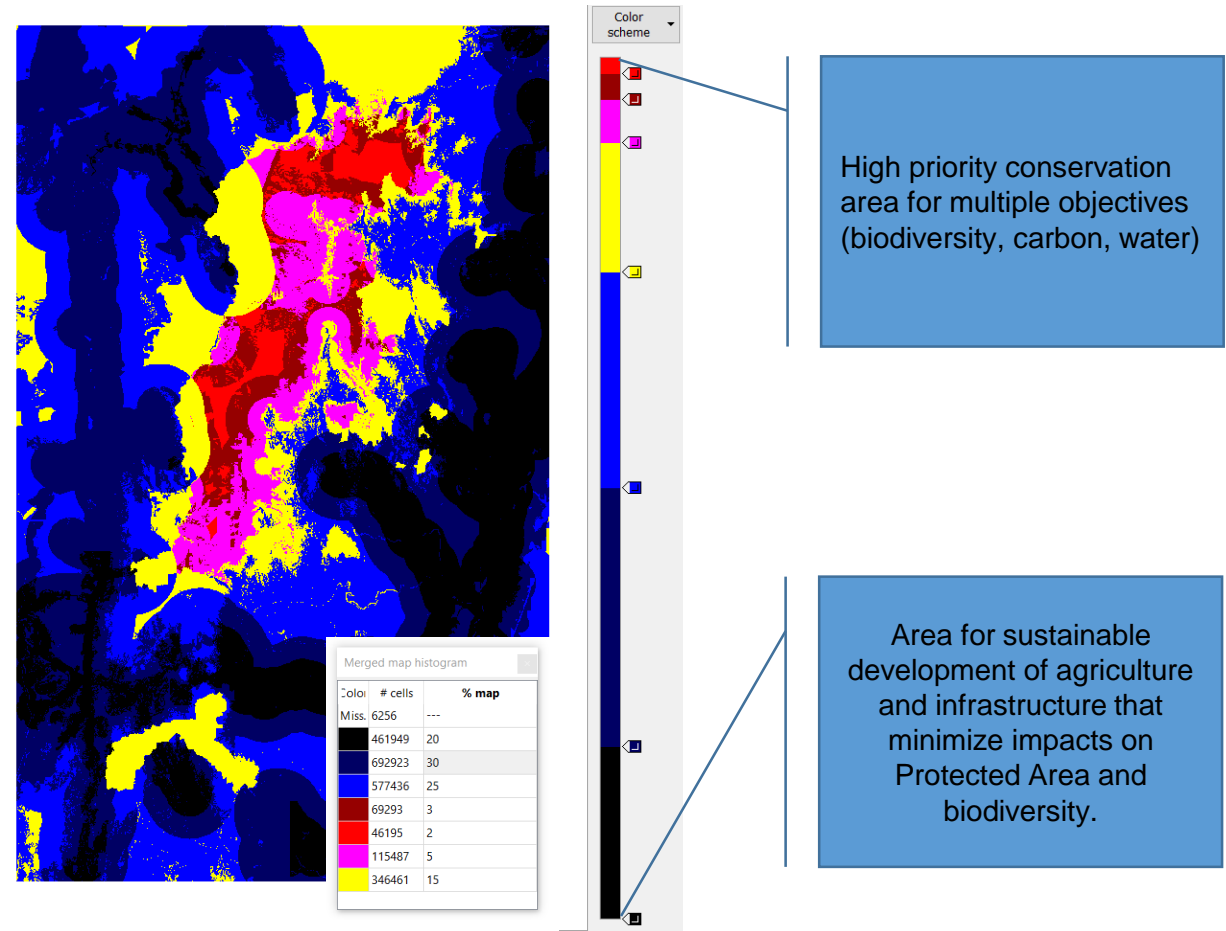 Color
scheme
High priority conservation
area for multiple objectives
(biodiversity, carbon, water)
Area for sustainable
development of agriculture
and infrastructure that
minimize impacts on
Protected Area and
biodiversity.
Merged map histogram
Color # cells % map
Miss. 6256 ---
461949 20
692923 30
577436 25
69293 3
46195 2
115487 5
346461 15